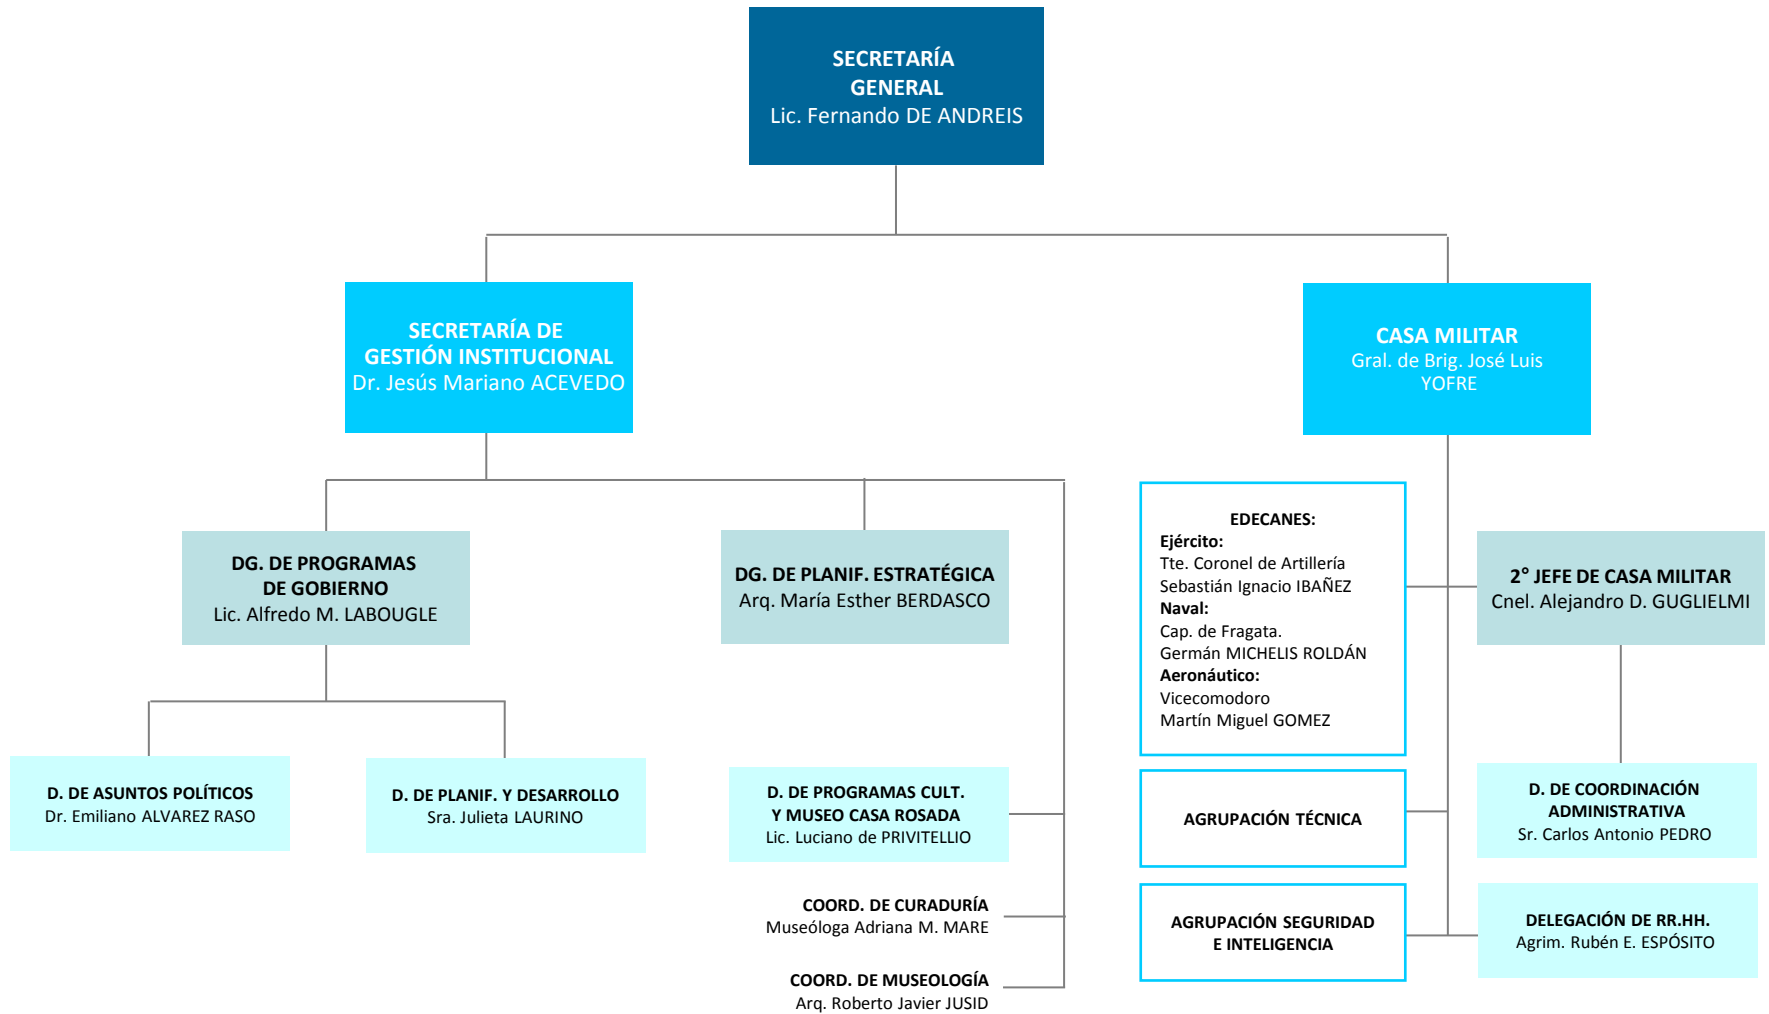 SECRETARÍA
GENERAL
Lic. Fernando DE ANDREIS
SECRETARÍA DE
GESTIÓN INSTITUCIONAL
Dr. Jesús Mariano ACEVEDO
CASA MILITAR
Gral. de Brig. José Luis
YOFRE
DG. DE PROGRAMAS
DE GOBIERNO
Lic. Alfredo M. LABOUGLE
DG. DE PLANIF. ESTRATÉGICA
Arq. María Esther BERDASCO
EDECANES:
Ejército:
Tte. Coronel de Artillería
Sebastián Ignacio IBAÑEZ
Naval:
Cap. de Fragata.
Germán MICHELIS ROLDÁN
Aeronáutico:
Vicecomodoro
Martín Miguel GOMEZ
2° JEFE DE CASA MILITAR
Cnel. Alejandro D. GUGLIELMI
D. DE ASUNTOS POLÍTICOS
Dr. Emiliano ALVAREZ RASO
D. DE PLANIF. Y DESARROLLO
Sra. Julieta LAURINO
D. DE PROGRAMAS CULT.
Y MUSEO CASA ROSADA
Lic. Luciano de PRIVITELLIO
AGRUPACIÓN TÉCNICA
D. DE COORDINACIÓN
ADMINISTRATIVA
Sr. Carlos Antonio PEDRO
COORD. DE CURADURÍA
Museóloga Adriana M. MARE
AGRUPACIÓN SEGURIDAD
E INTELIGENCIA
DELEGACIÓN DE RR.HH.
Agrim. Rubén E. ESPÓSITO
COORD. DE MUSEOLOGÍA
Arq. Roberto Javier JUSID